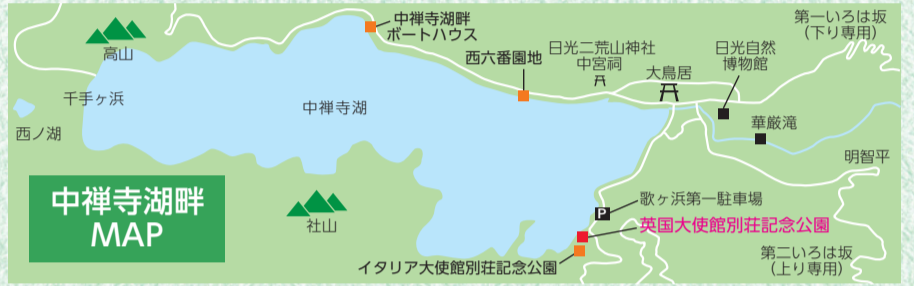 中禅寺湖畔
ボートハウス
第一いろは坂
(下り専用)
高山
西六番園地
日光二荒山神社
中宮祠
大鳥居
日光自然
博物館
千手ヶ浜
中禅寺湖
西ノ湖
華厳滝
明智平
中禅寺湖畔
MAP
社山
P
歌ヶ浜第一駐車場
英国大使館別荘記念公園
イタリア大使館別荘記念公園
第二いろは坂
(上り専用)